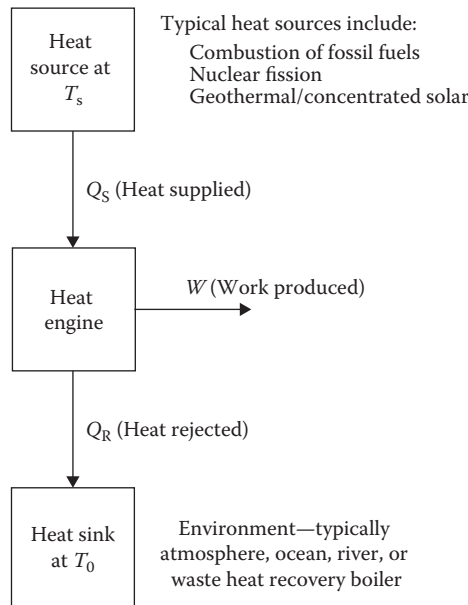 Heat
source at
Tₛ
Typical heat sources include:
Combustion of fossil fuels
Nuclear fission
Geothermal/concentrated solar
Q_S (Heat supplied)
Heat
engine
W (Work produced)
Q_R (Heat rejected)
Heat sink
at T₀
Environment—typically
atmosphere, ocean, river, or
waste heat recovery boiler